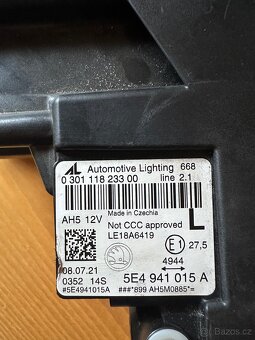 AL Automotive Lighting 668
0 301 118 233 00 line 2.1
AH5 12V
Made in Czechia
Not CCC approved
LE18A6419
L
E1 27,5
4944
08.07.21
0352 14S
5E4 941 015 A
#5E4941015A
###*899 AH5M0885*=
Sbazar.cz